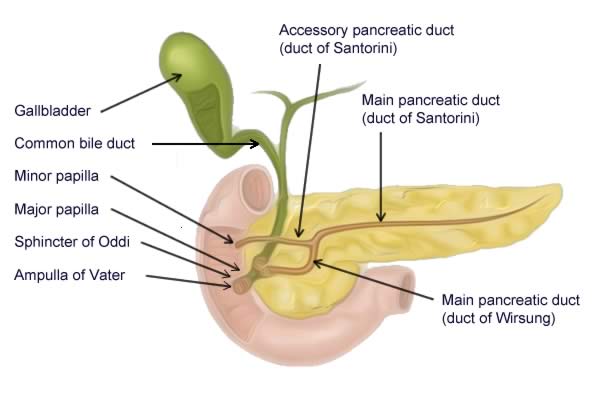 Accessory pancreatic duct
(duct of Santorini)
Main pancreatic duct
(duct of Santorini)
Gallbladder
Common bile duct
Minor papilla
Major papilla
Sphincter of Oddi
Ampulla of Vater
Main pancreatic duct
(duct of Wirsung)